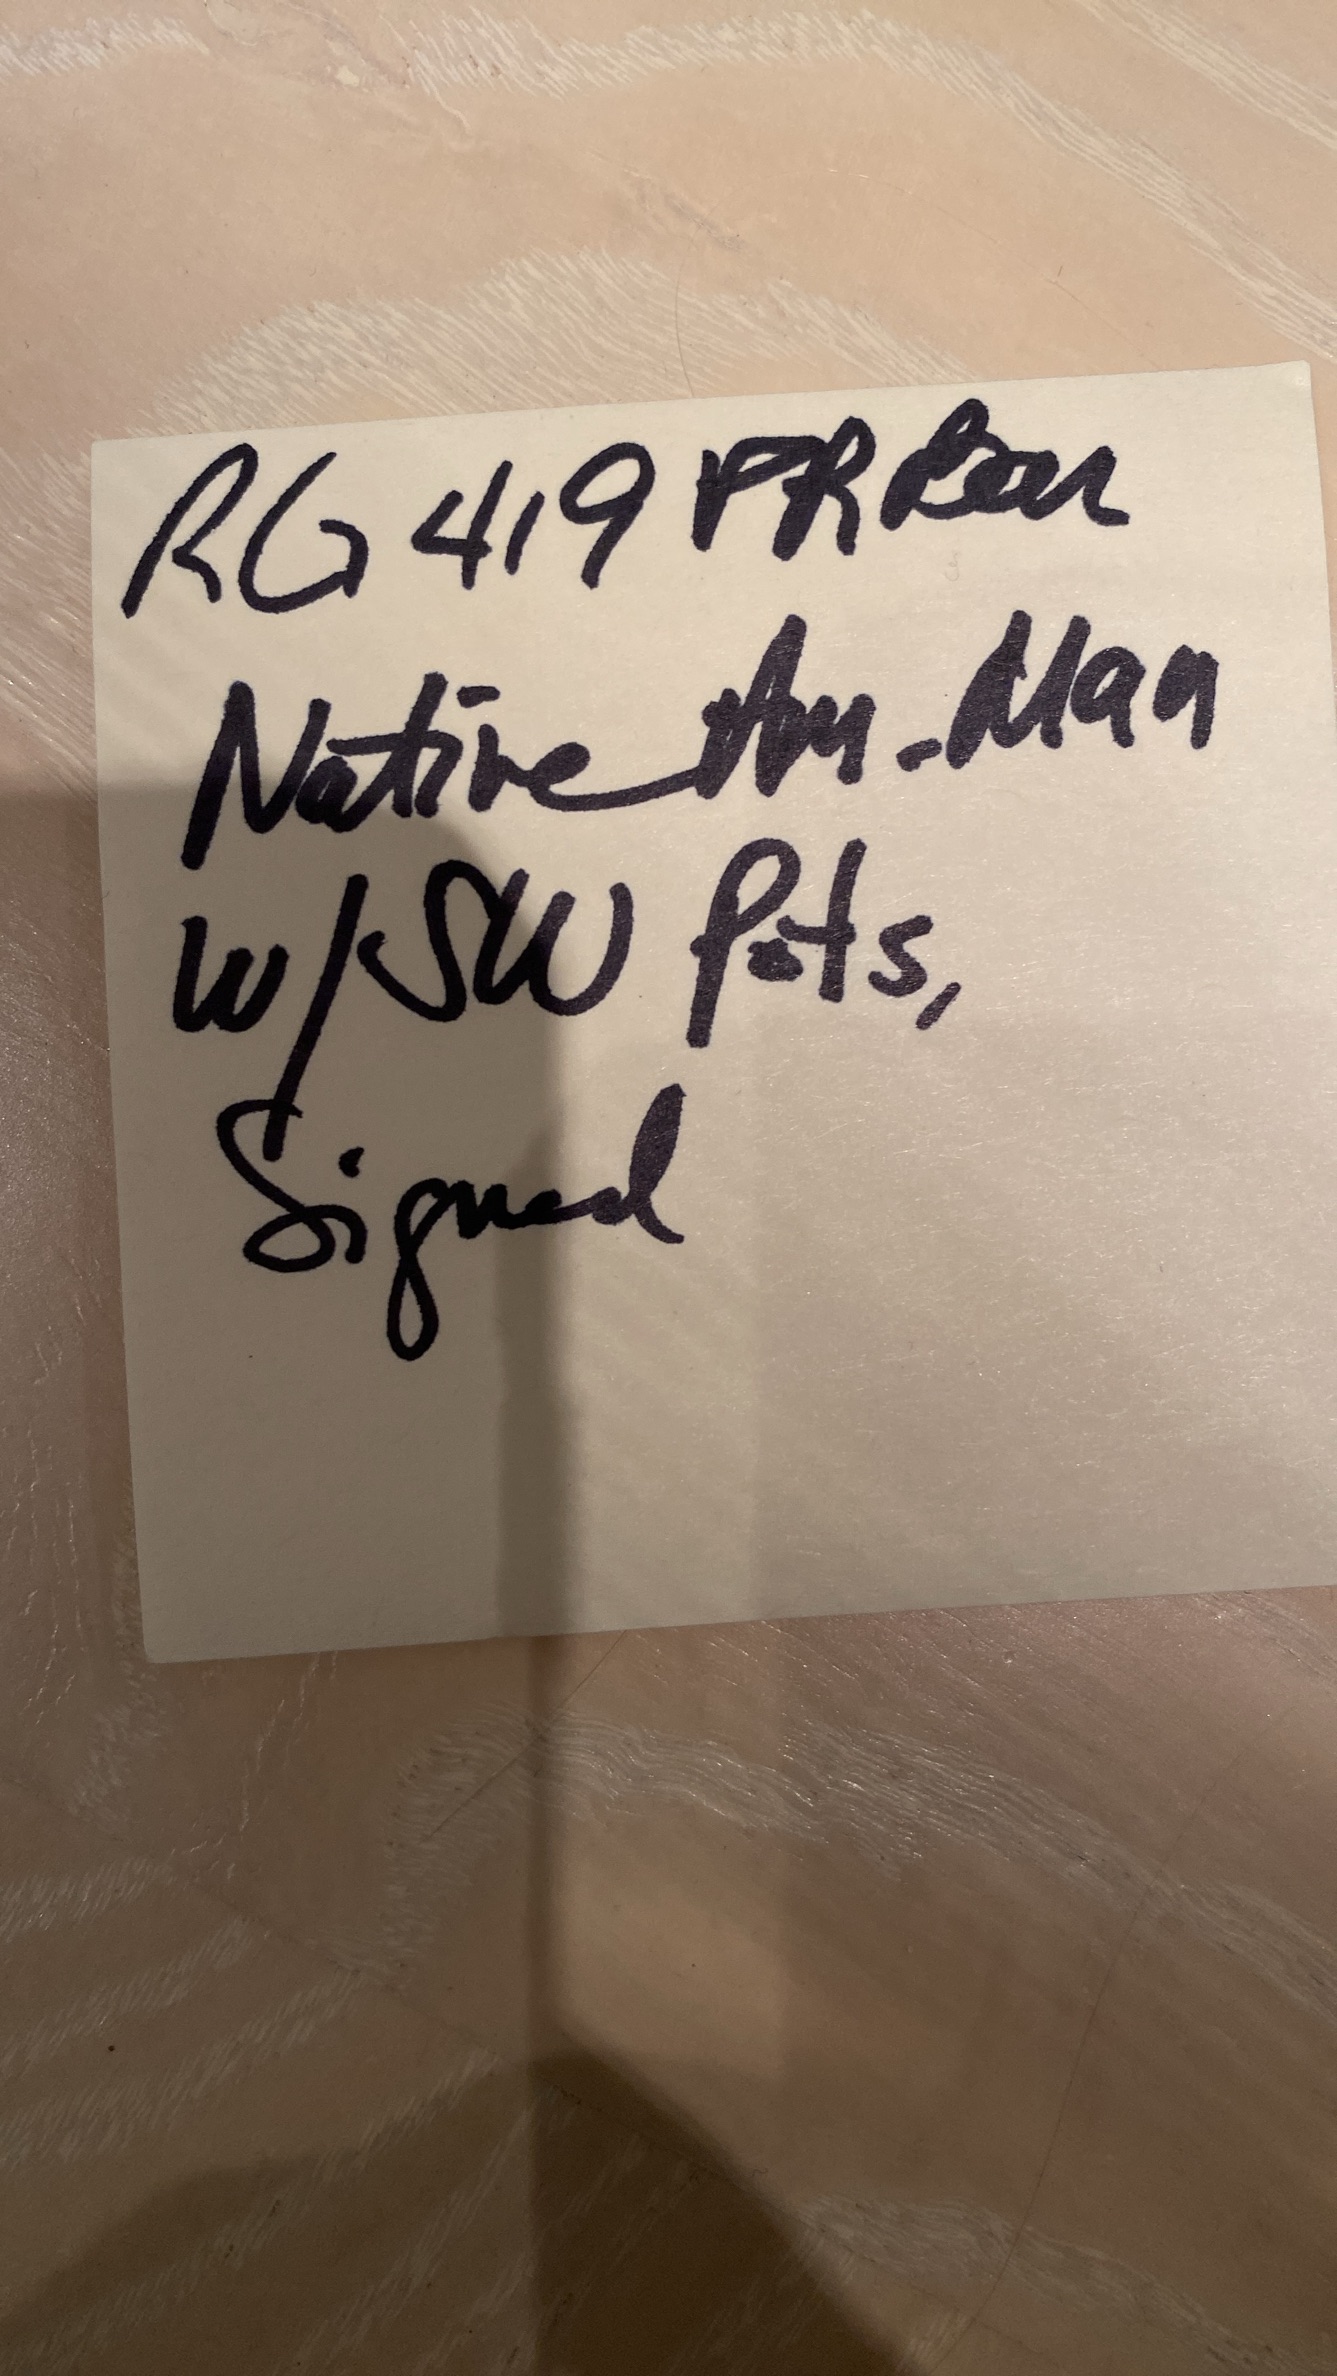 RG 419 PR
Native Am. Man
w/SW Pots,
Signed